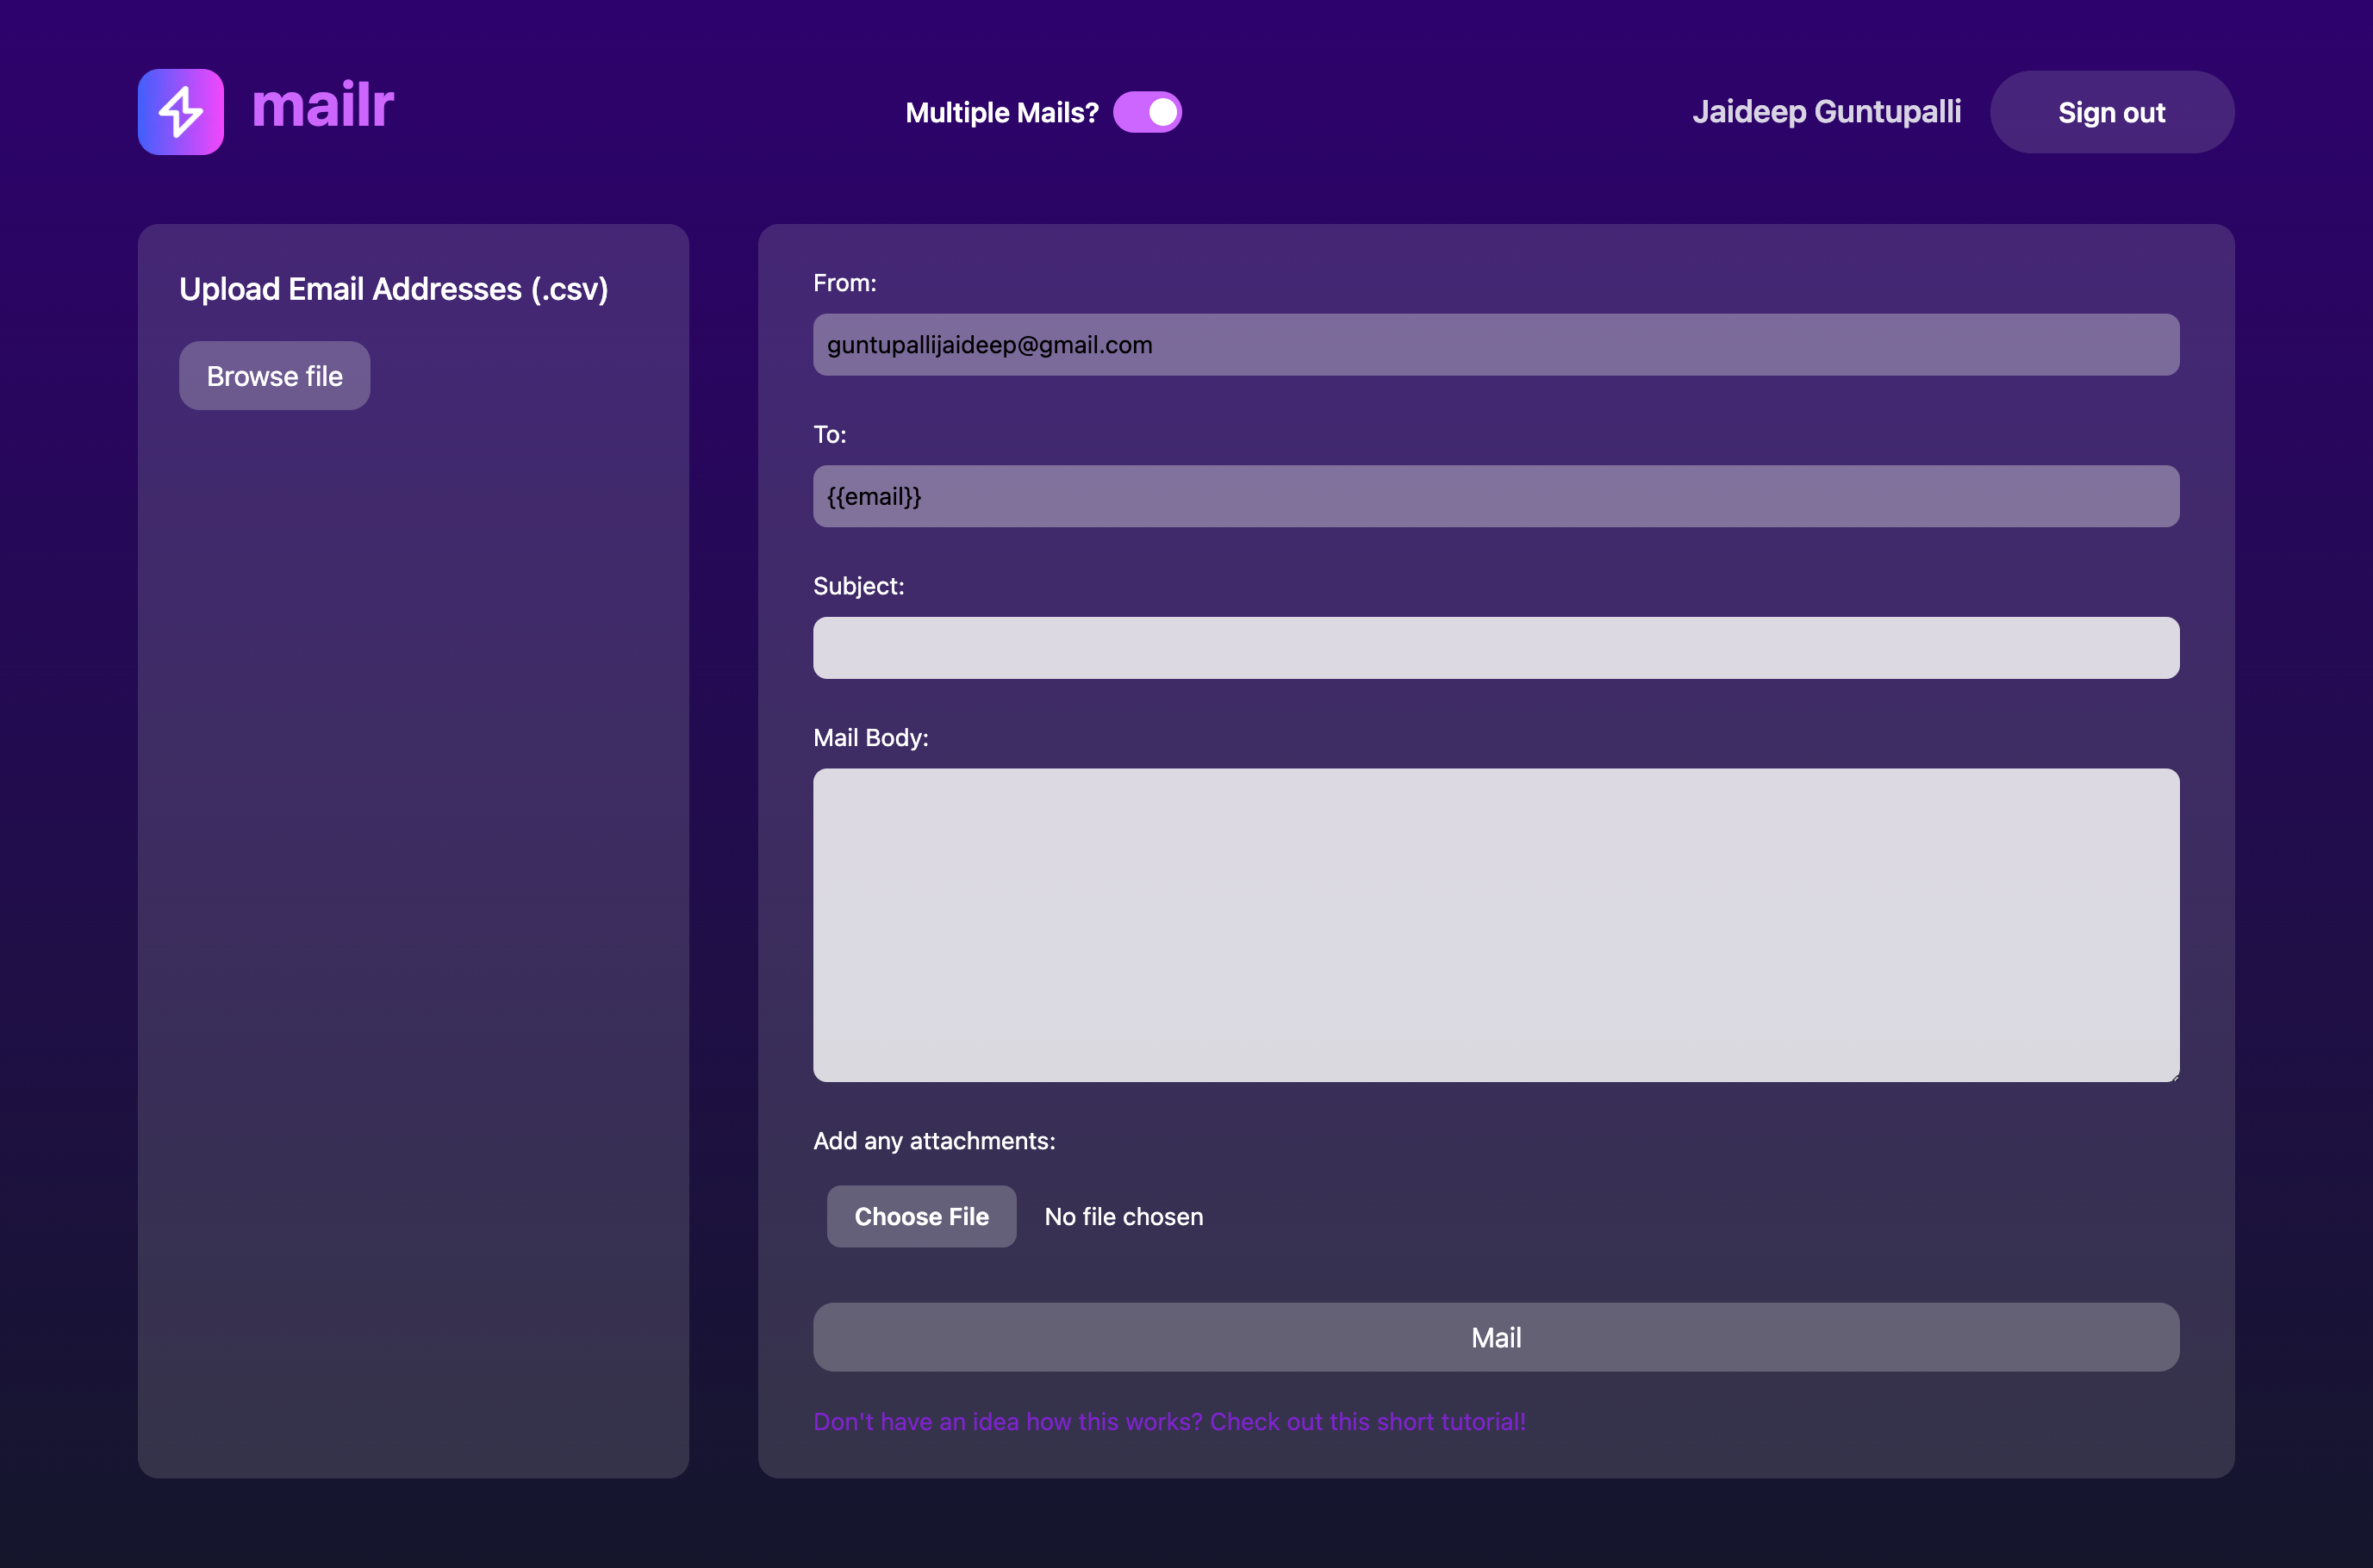 mailr
Multiple Mails?
Jaideep Guntupalli
Sign out
Upload Email Addresses (.csv)
Browse file
From:
guntupallijaideep@gmail.com
To:
{{email}}
Subject:
Mail Body:
Add any attachments:
Choose File No file chosen
Mail
Don't have an idea how this works? Check out this short tutorial!